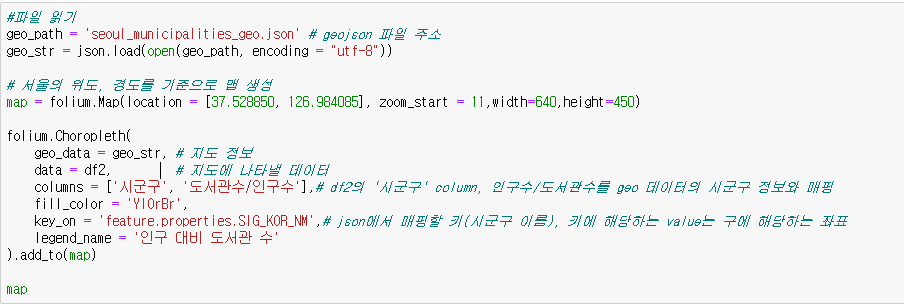 #파일 읽기
geo_path = 'seoul_municipalities_geo.json' # geojson 파일 주소
geo_str = json.load(open(geo_path, encoding = "utf-8"))
# 서울의 위도, 경도를 기준으로 맵 생성
map = folium.Map(location = [37.528850, 126.984085], zoom_start = 11,width=640,height=450)
folium.Choropleth(
geo_data = geo_str, # 지도 정보
data = df2, # 지도에 나타낼 데이터
columns = ['시군구', '도서관수/인구수'],# df2의 '시군구' column, 인구수/도서관수를 geo 데이터의 시군구 정보와 매핑
fill_color = 'YlOrBr',
key_on = 'feature.properties.SIG_KOR_NM',# json에서 매핑할 키(시군구 이름), 키에 해당하는 value는 구에 해당하는 좌표
legend_name = '인구 대비 도서관 수'
).add_to(map)
map